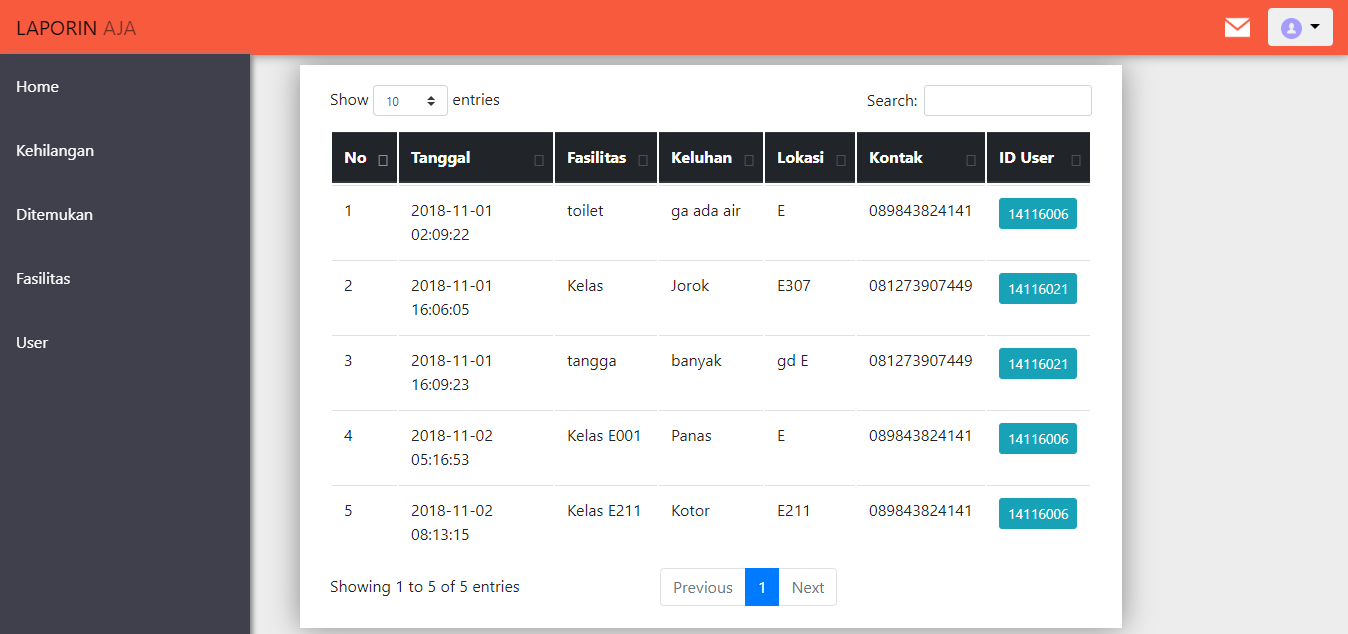 LAPORIN AJA
Home
Kehilangan
Ditemukan
Fasilitas
User
Show 10 entries
Search:
No Tanggal Fasilitas Keluhan Lokasi Kontak ID User
1 2018-11-01 02:09:22 toilet ga ada air E 089843824141 14116006
2 2018-11-01 16:06:05 Kelas Jorok E307 081273907449 14116021
3 2018-11-01 16:09:23 tangga banyak gd E 081273907449 14116021
4 2018-11-02 05:16:53 Kelas E001 Panas E 089843824141 14116006
5 2018-11-02 08:13:15 Kelas E211 Kotor E211 089843824141 14116006
Showing 1 to 5 of 5 entries
Previous 1 Next